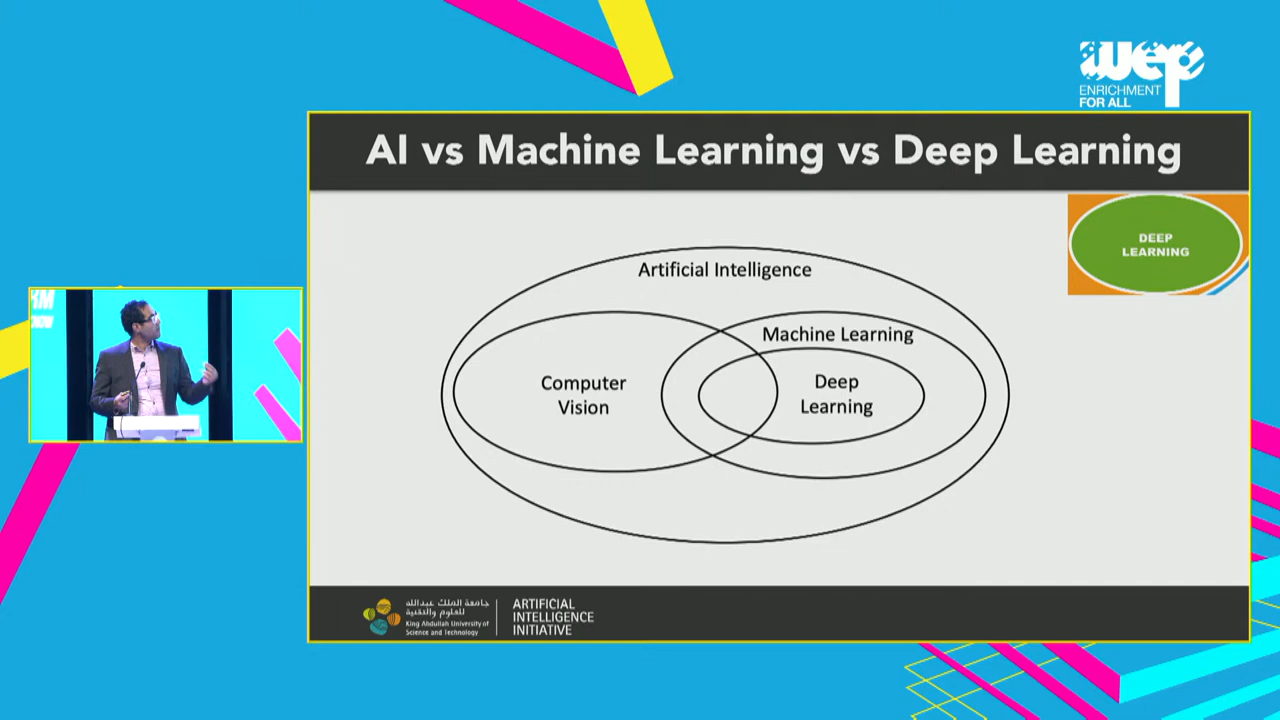 wep
ENRICHMENT
FOR ALL
AI vs Machine Learning vs Deep Learning
DEEP
LEARNING
Artificial Intelligence
Machine Learning
Computer
Vision
Deep
Learning
جامعة الملك عبدالله
للعلوم والتقنية
King Abdullah University of
Science and Technology
ARTIFICIAL
INTELLIGENCE
INITIATIVE